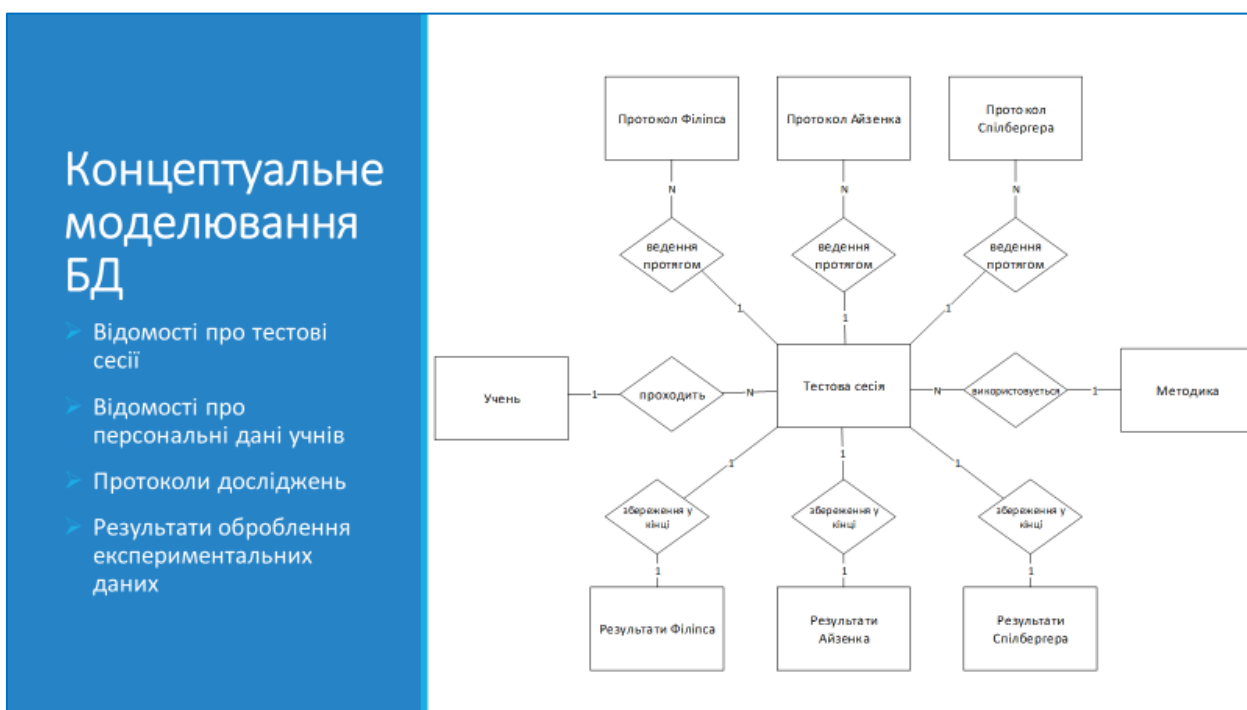 Концептуальне
моделювання
БД
Відомості про тестові
сесії
Відомості про
персональні дані учнів
Протоколи досліджень
Результати оброблення
експериментальних
даних
Протокол Філіпса
Протокол Айзенка
Протокол
Спілбергера
N
N
N
ведення
протягом
ведення
протягом
ведення
протягом
1
1
1
Учень
1
проходить
N
Тестова сесія
N
використовується
1
Методика
1
1
1
збереження у
кінці
збереження у
кінці
збереження у
кінці
1
1
1
Результати Філіпса
Результати
Айзенка
Результати
Спілбергера